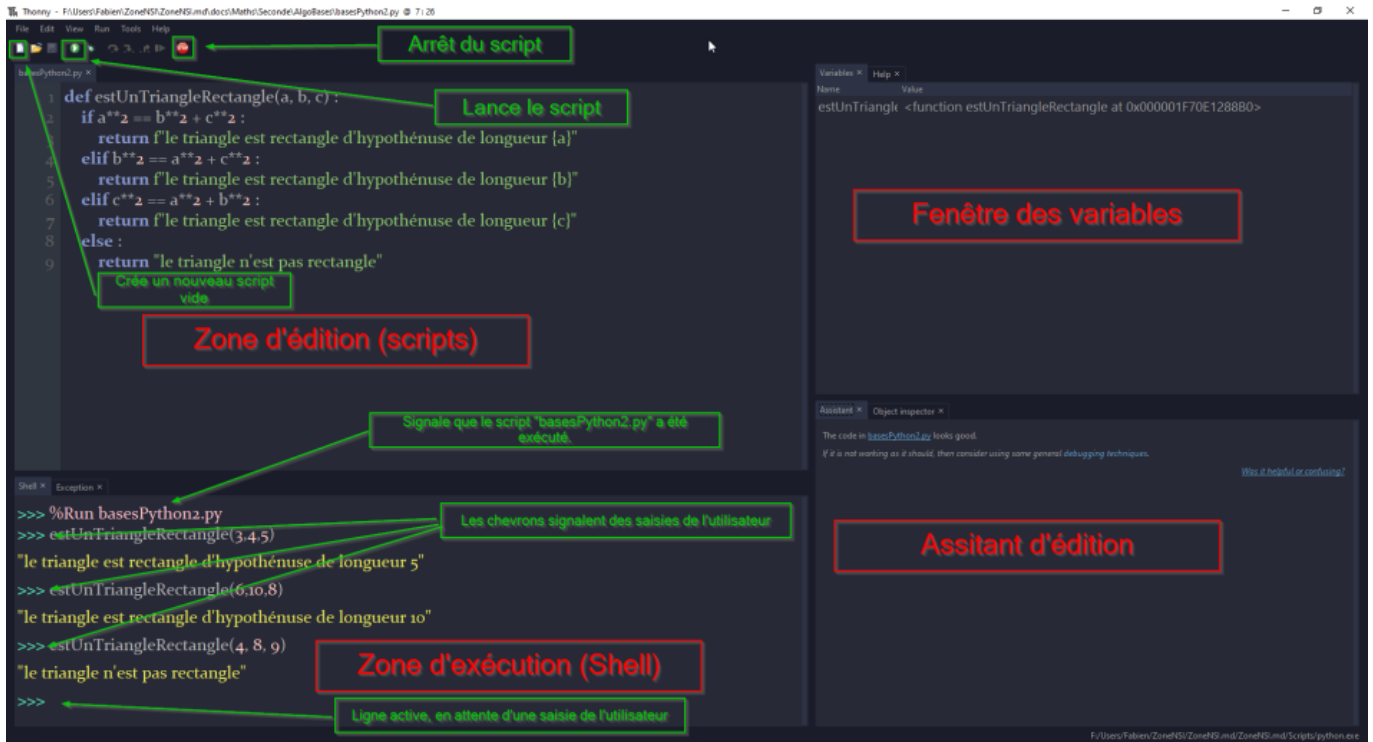 Thonny - F:\Users\Fabien\ZoneNSI\ZoneNSI.md\docs\Maths\Seconde\AlgoBases\basesPython2.py @ 7 : 26
File Edit View Run Tools Help
Arrêt du script
basesPython2.py ×
Lance le script
1 def estUnTriangleRectangle(a, b, c) :
2 if a**2 == b**2 + c**2 :
3 return f"le triangle est rectangle d'hypothénuse de longueur {a}"
4 elif b**2 == a**2 + c**2 :
5 return f"le triangle est rectangle d'hypothénuse de longueur {b}"
6 elif c**2 == a**2 + b**2 :
7 return f"le triangle est rectangle d'hypothénuse de longueur {c}"
8 else :
9 return "le triangle n'est pas rectangle"
Crée un nouveau script
vide
Zone d'édition (scripts)
Variables × Help ×
Name Value
estUnTriangle <function estUnTriangleRectangle at 0x000001F70E1288B0>
Fenêtre des variables
Signale que le script "basesPython2.py" a été
exécuté.
Shell × Exception ×
>>> %Run basesPython2.py
>>> estUnTriangleRectangle(3,4,5)
"le triangle est rectangle d'hypothénuse de longueur 5"
>>> estUnTriangleRectangle(6,10,8)
"le triangle est rectangle d'hypothénuse de longueur 10"
>>> estUnTriangleRectangle(4, 8, 9)
"le triangle n'est pas rectangle"
>>>
Les chevrons signalent des saisies de l'utilisateur
Zone d'exécution (Shell)
Ligne active, en attente d'une saisie de l'utilisateur
Assistant × Object inspector ×
The code in basesPython2.py looks good.
If it is not working as it should, then consider using some general debugging techniques.
Was it helpful or confusing?
Assitant d'édition
F:/Users/Fabien/ZoneNSI/ZoneNSI.md/ZoneNSI.md/Scripts/python.exe